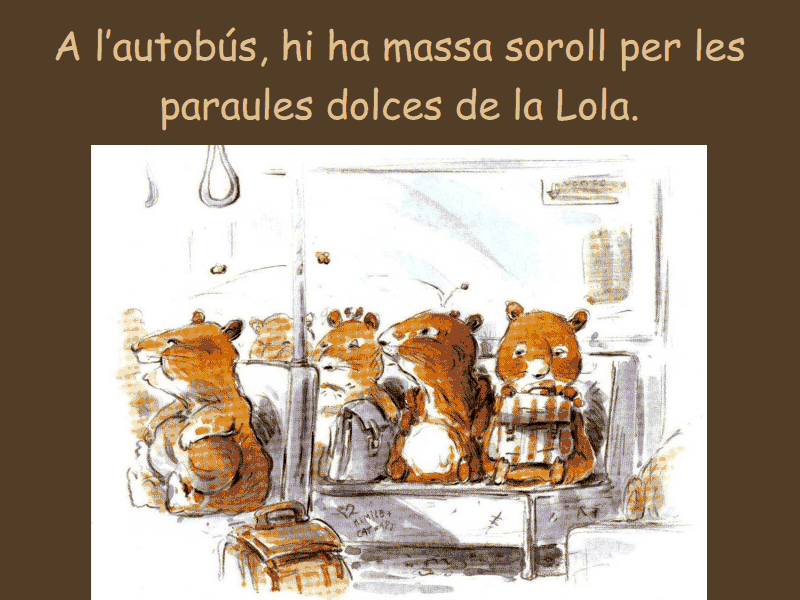 A l'autobús, hi ha massa soroll per les
paraules dolces de la Lola.